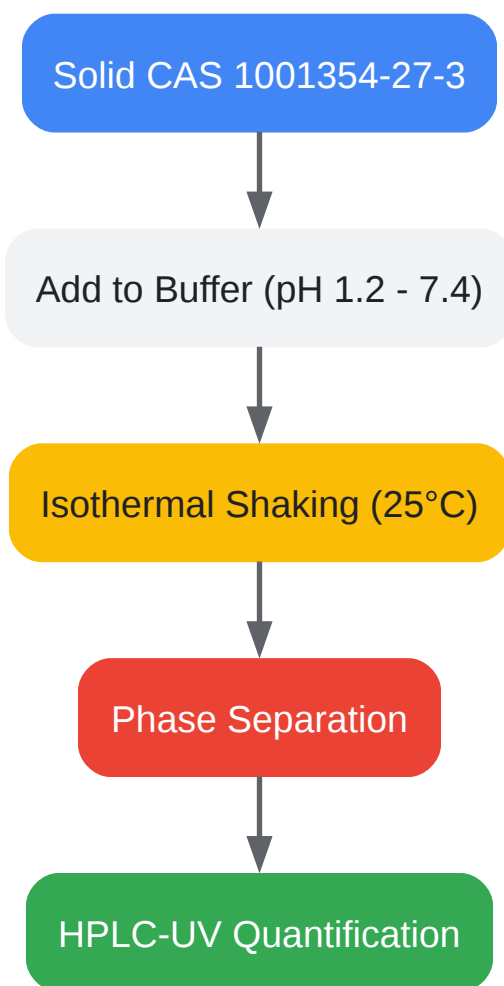 Solid CAS 1001354-27-3
Add to Buffer (pH 1.2 - 7.4)
Isothermal Shaking (25°C)
Phase Separation
HPLC-UV Quantification